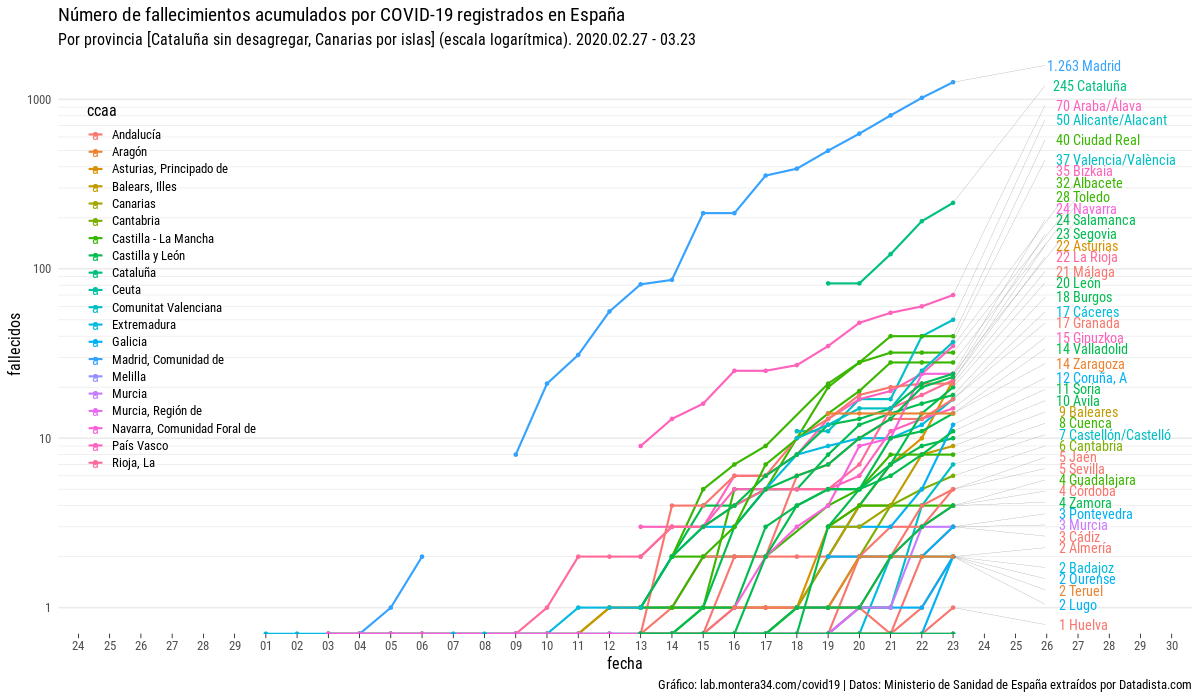 Número de fallecimientos acumulados por COVID-19 registrados en España
Por provincia [Cataluña sin desagregar, Canarias por islas] (escala logarítmica). 2020.02.27 - 03.23
fallecidos
1000
100
10
1
ccaa
Andalucía
Aragón
Asturias, Principado de
Balears, Illes
Canarias
Cantabria
Castilla - La Mancha
Castilla y León
Cataluña
Ceuta
Comunitat Valenciana
Extremadura
Galicia
Madrid, Comunidad de
Melilla
Murcia
Murcia, Región de
Navarra, Comunidad Foral de
País Vasco
Rioja, La
1.263 Madrid
245 Cataluña
70 Araba/Álava
50 Alicante/Alacant
40 Ciudad Real
37 Valencia/València
35 Bizkaia
32 Albacete
28 Toledo
24 Navarra
24 Salamanca
23 Segovia
22 Asturias
22 La Rioja
21 Málaga
20 León
18 Burgos
17 Cáceres
17 Granada
15 Gipuzkoa
14 Valladolid
14 Zaragoza
12 Coruña, A
11 Soria
10 Ávila
9 Baleares
8 Cuenca
7 Castellón/Castelló
6 Cantabria
5 Jaén
5 Sevilla
4 Guadalajara
4 Córdoba
4 Zamora
3 Pontevedra
3 Murcia
3 Cádiz
2 Almería
2 Badajoz
2 Ourense
2 Teruel
2 Lugo
1 Huelva
24 25 26 27 28 29 01 02 03 04 05 06 07 08 09 10 11 12 13 14 15 16 17 18 19 20 21 22 23 24 25 26 27 28 29 30
fecha
Gráfico: lab.montera34.com/covid19 | Datos: Ministerio de Sanidad de España extraídos por Datadista.com